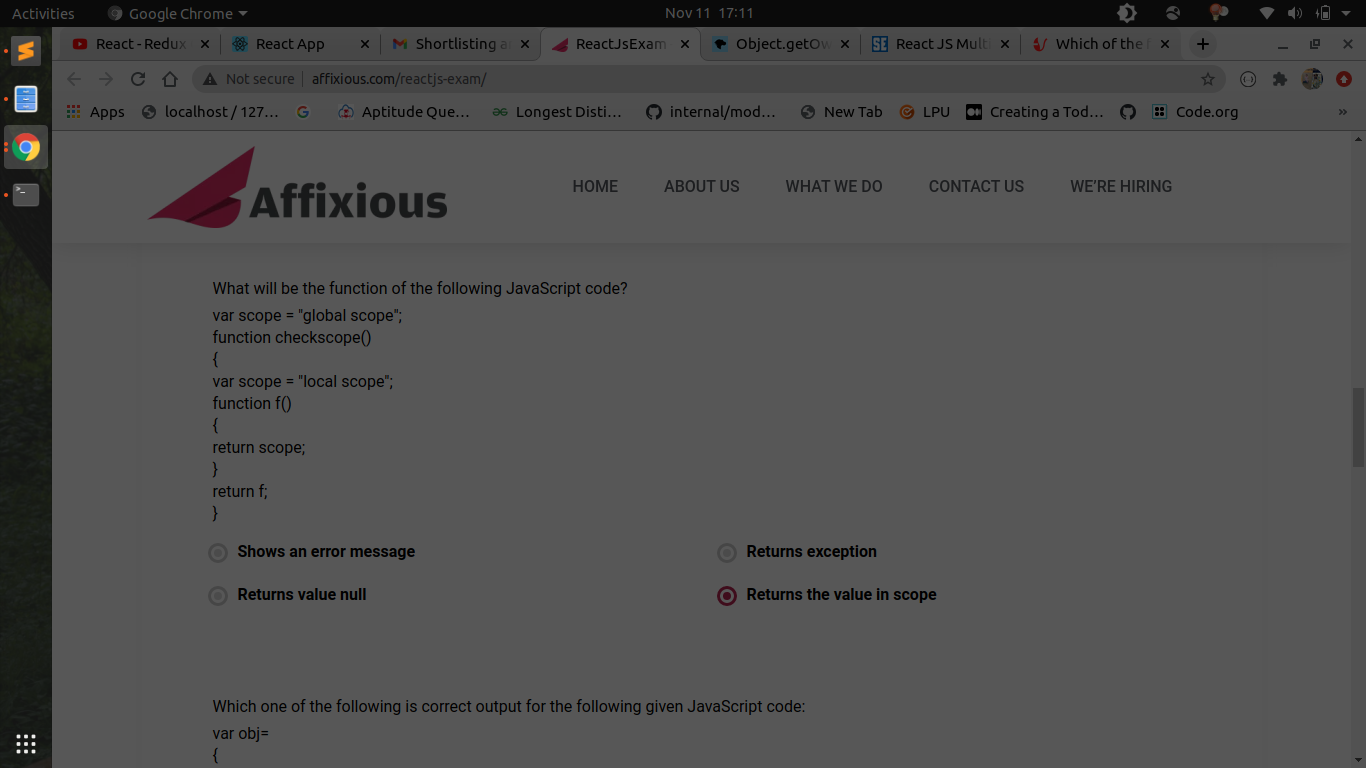 Activities
Google Chrome
Nov 11 17:11
React - Redux
React App
Shortlisting a
ReactJsExam
Object.getOw
React JS Multi
Which of the
Not secure
affixious.com/reactjs-exam/
Apps
localhost / 127...
Aptitude Que...
Longest Disti...
internal/mod...
New Tab
LPU
Creating a Tod...
Code.org
»
Affixious
HOME
ABOUT US
WHAT WE DO
CONTACT US
WE'RE HIRING
What will be the function of the following JavaScript code?
var scope = "global scope";
function checkscope()
{
var scope = "local scope";
function f()
{
return scope;
}
return f;
}
Shows an error message
Returns exception
Returns value null
Returns the value in scope
Which one of the following is correct output for the following given JavaScript code:
var obj=
{